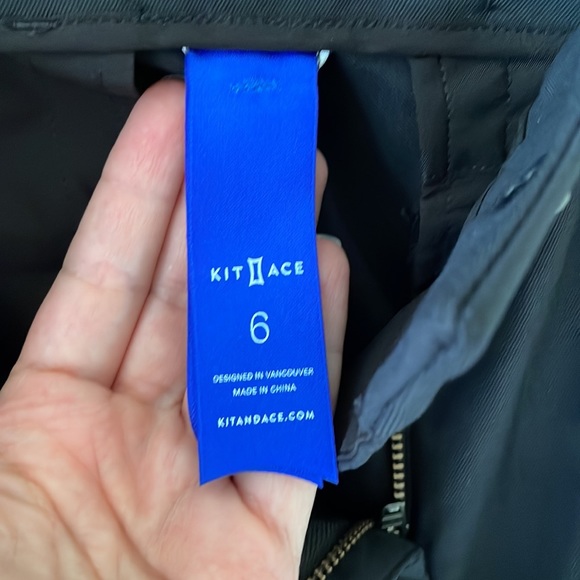 KIT ACE
6
DESIGNED IN VANCOUVER
MADE IN CHINA
KITANDACE.COM